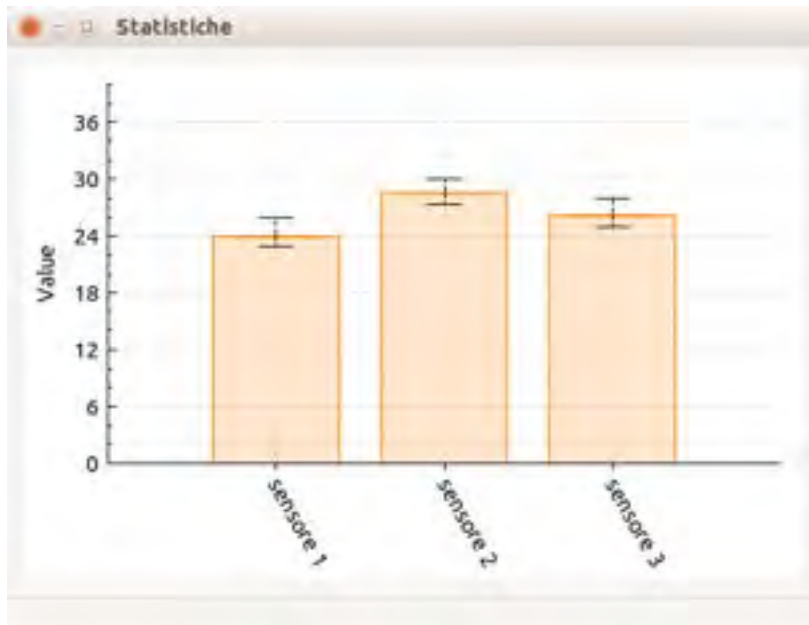 Statistiche
Value
36
30
24
18
12
6
0
sensore 1
sensore 2
sensore 3